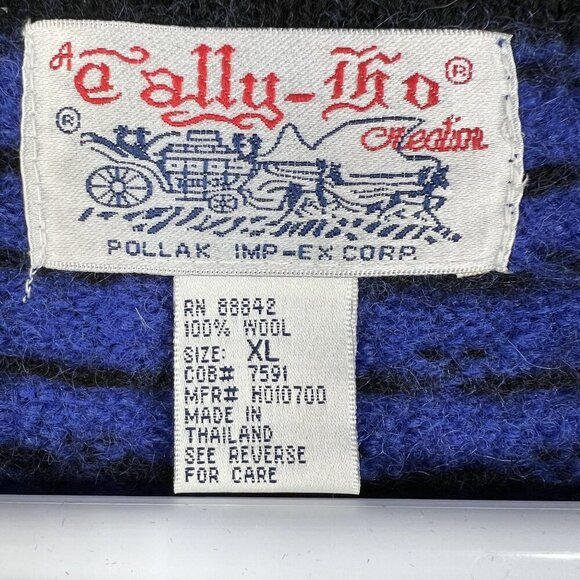 A Tally-Ho ®
® Creation
POLLAK IMP-EX CORP.
RN 88842
100% WOOL
SIZE: XL
COB# 7591
MFR# HO10700
MADE IN
THAILAND
SEE REVERSE
FOR CARE